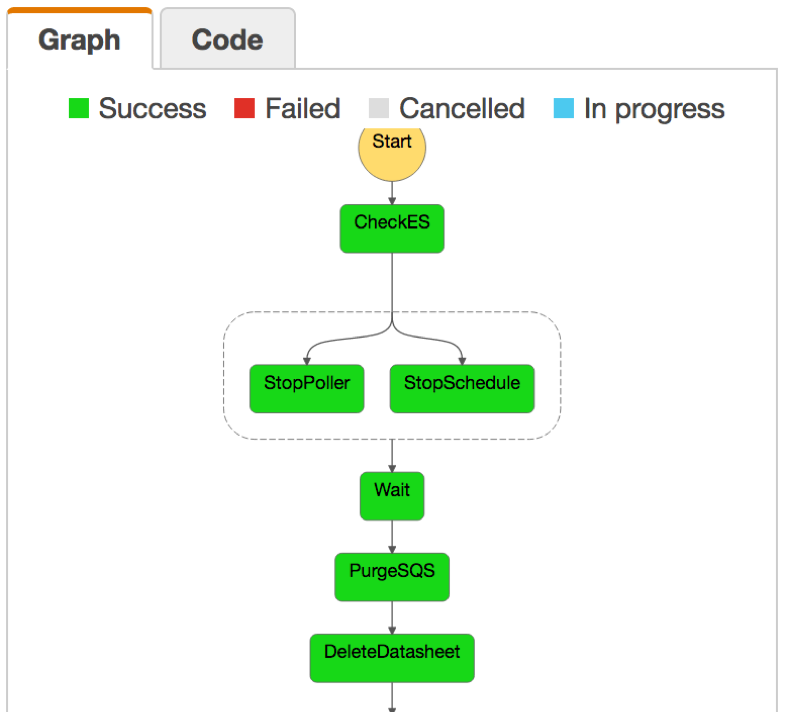 Graph Code
Success Failed Cancelled In progress
Start
CheckES
StopPoller StopSchedule
Wait
PurgeSQS
DeleteDatasheet